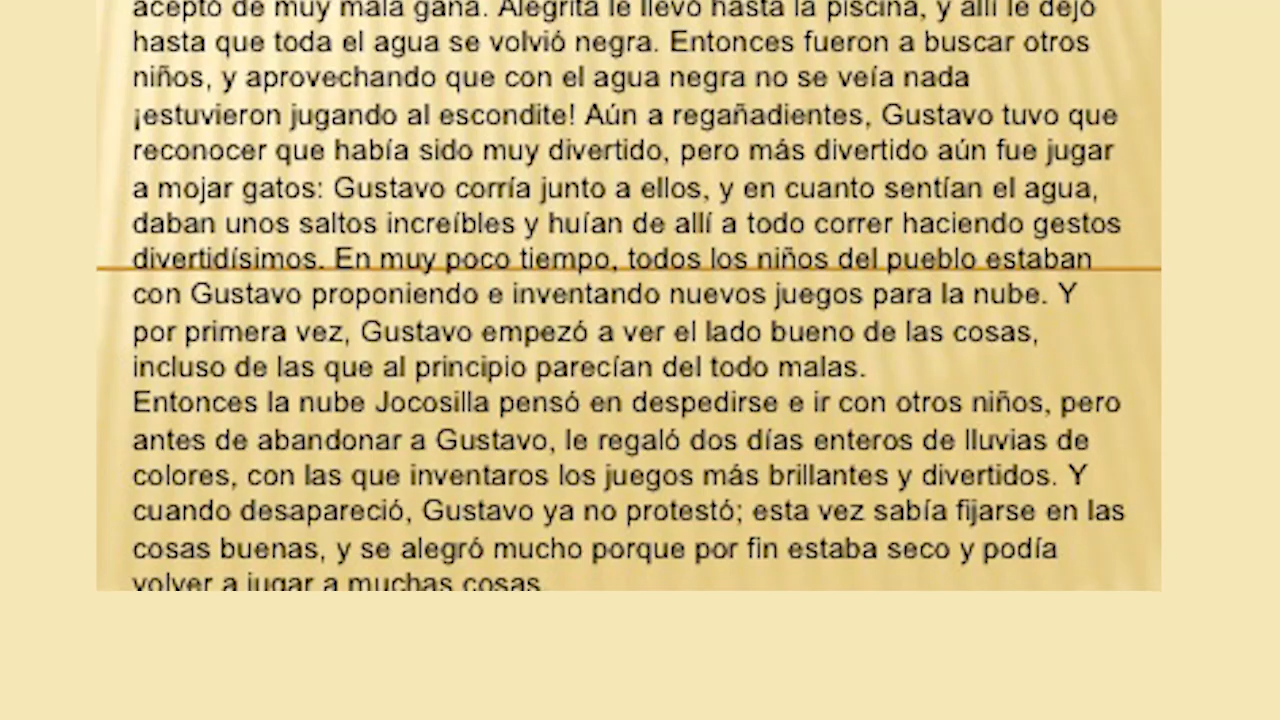 aceptó de muy mala gana. Alegrita le llevó hasta la piscina, y allí le dejó
hasta que toda el agua se volvió negra. Entonces fueron a buscar otros
niños, y aprovechando que con el agua negra no se veía nada
¡estuvieron jugando al escondite! Aún a regañadientes, Gustavo tuvo que
reconocer que había sido muy divertido, pero más divertido aún fue jugar
a mojar gatos: Gustavo corría junto a ellos, y en cuanto sentían el agua,
daban unos saltos increíbles y huían de allí a todo correr haciendo gestos
divertidísimos. En muy poco tiempo, todos los niños del pueblo estaban
con Gustavo proponiendo e inventando nuevos juegos para la nube. Y
por primera vez, Gustavo empezó a ver el lado bueno de las cosas,
incluso de las que al principio parecían del todo malas.
Entonces la nube Jocosilla pensó en despedirse e ir con otros niños, pero
antes de abandonar a Gustavo, le regaló dos días enteros de lluvias de
colores, con las que inventaros los juegos más brillantes y divertidos. Y
cuando desapareció, Gustavo ya no protestó; esta vez sabía fijarse en las
cosas buenas, y se alegró mucho porque por fin estaba seco y podía
volver a jugar a muchas cosas.